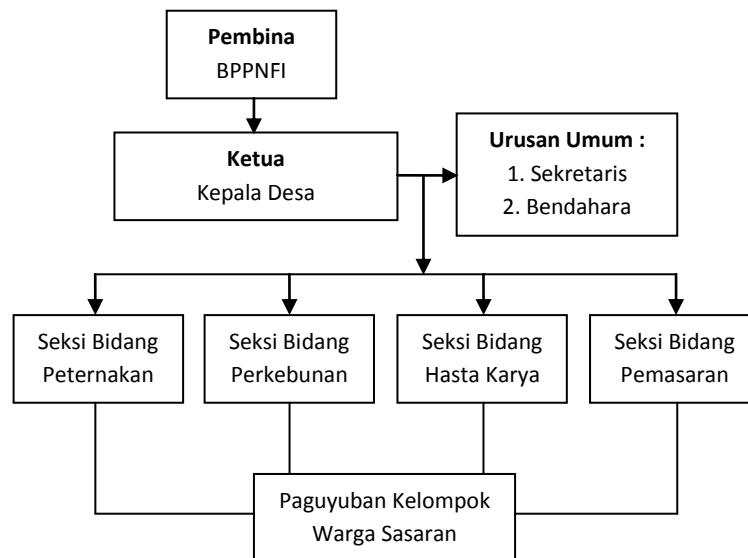 Pembina
BPPNFI
Ketua
Kepala Desa
Urusan Umum :
1. Sekretaris
2. Bendahara
Seksi Bidang
Peternakan
Seksi Bidang
Perkebunan
Seksi Bidang
Hasta Karya
Seksi Bidang
Pemasaran
Paguyuban Kelompok
Warga Sasaran